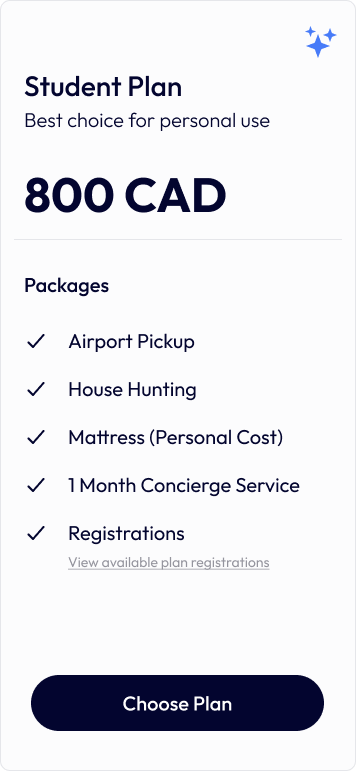 Student Plan
Best choice for personal use
800 CAD
Packages
Airport Pickup
House Hunting
Mattress (Personal Cost)
1 Month Concierge Service
Registrations
View available plan registrations
Choose Plan